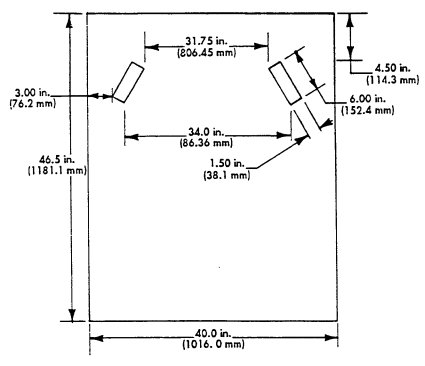 31.75 in.
(806.45 mm)
4.50 in.
(114.3 mm)
3.00 in.
(76.2 mm)
6.00 in.
(152.4 mm)
34.0 in.
(86.36 mm)
1.50 in.
(38.1 mm)
46.5 in.
(1181.1 mm)
40.0 in.
(1016.0 mm)